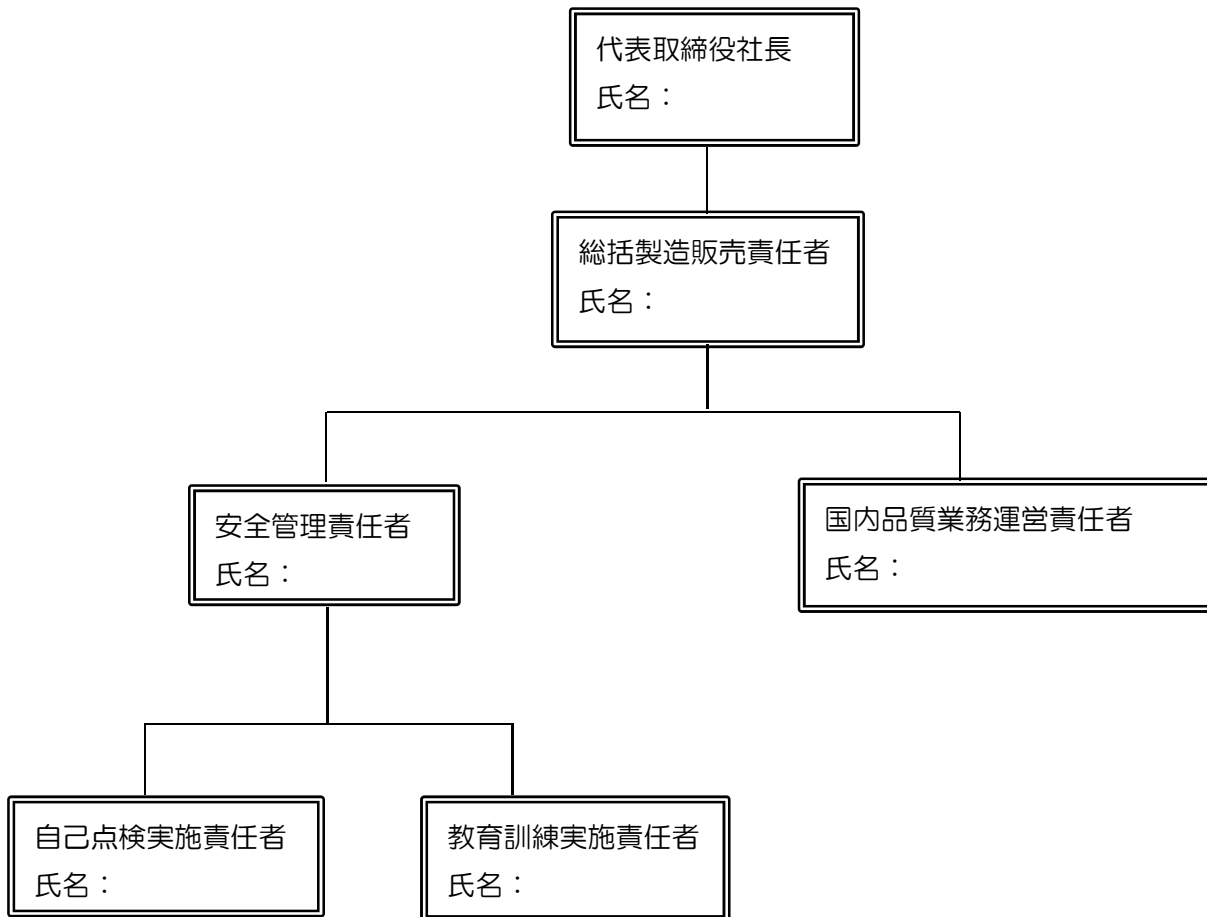 代表取締役社長
氏名：
総括製造販売責任者
氏名：
安全管理責任者
氏名：
国内品質業務運営責任者
氏名：
自己点検実施責任者
氏名：
教育訓練実施責任者
氏名：